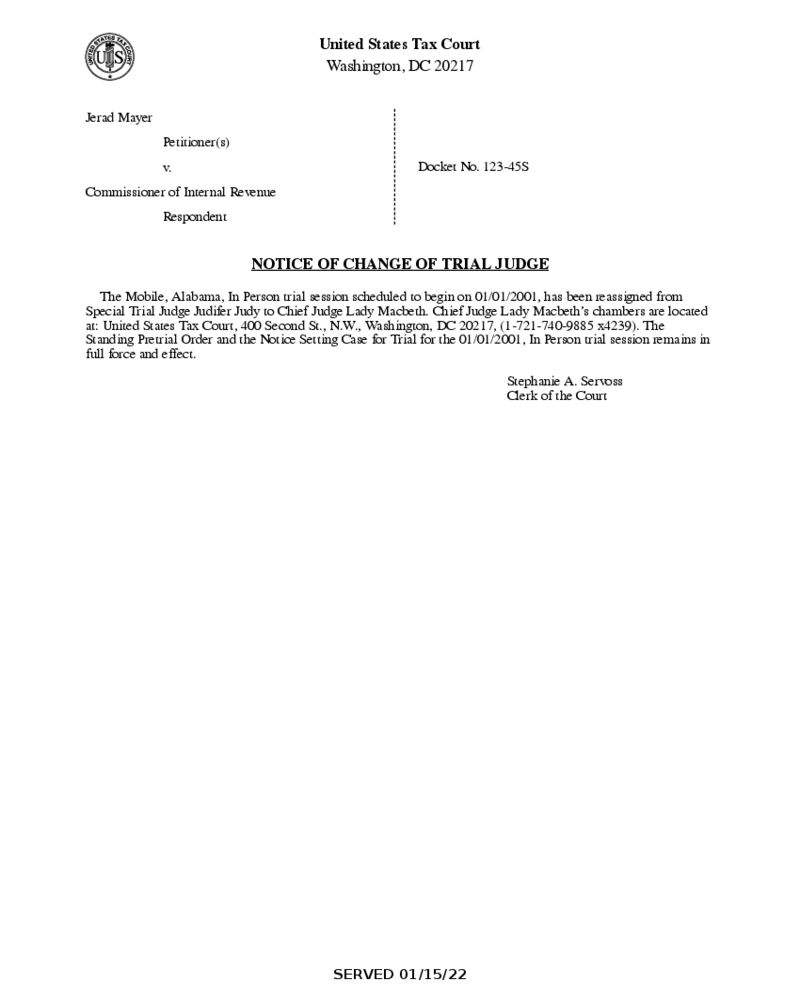 UNITED STATES TAX COURT
US
United States Tax Court
Washington, DC 20217
Jerad Mayer
Petitioner(s)
v.
Docket No. 123-45S
Commissioner of Internal Revenue
Respondent
NOTICE OF CHANGE OF TRIAL JUDGE
The Mobile, Alabama, In Person trial session scheduled to begin on 01/01/2001, has been reassigned from
Special Trial Judge Judifer Judy to Chief Judge Lady Macbeth. Chief Judge Lady Macbeth's chambers are located
at: United States Tax Court, 400 Second St., N.W., Washington, DC 20217, (1-721-740-9885 x4239). The
Standing Pretrial Order and the Notice Setting Case for Trial for the 01/01/2001, In Person trial session remains in
full force and effect.
Stephanie A. Servoss
Clerk of the Court
SERVED 01/15/22